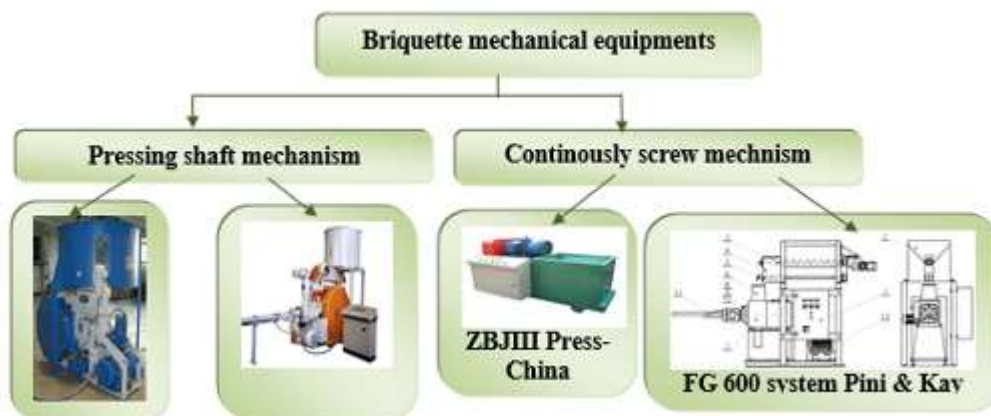 Briquette mechanical equipments
Pressing shaft mechanism
Continously screw mechnism
ZBJIII Press-
China
FG 600 system Pini & Kay